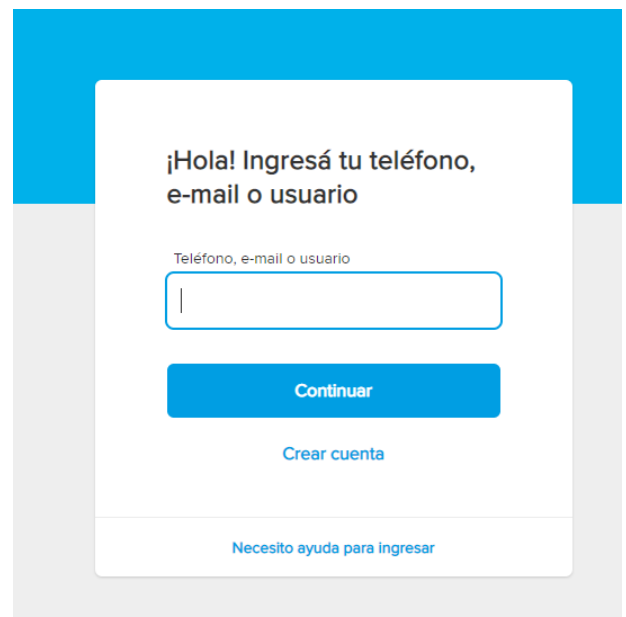 ¡Hola! Ingresá tu teléfono,
e-mail o usuario
Teléfono, e-mail o usuario
Continuar
Crear cuenta
Necesito ayuda para ingresar